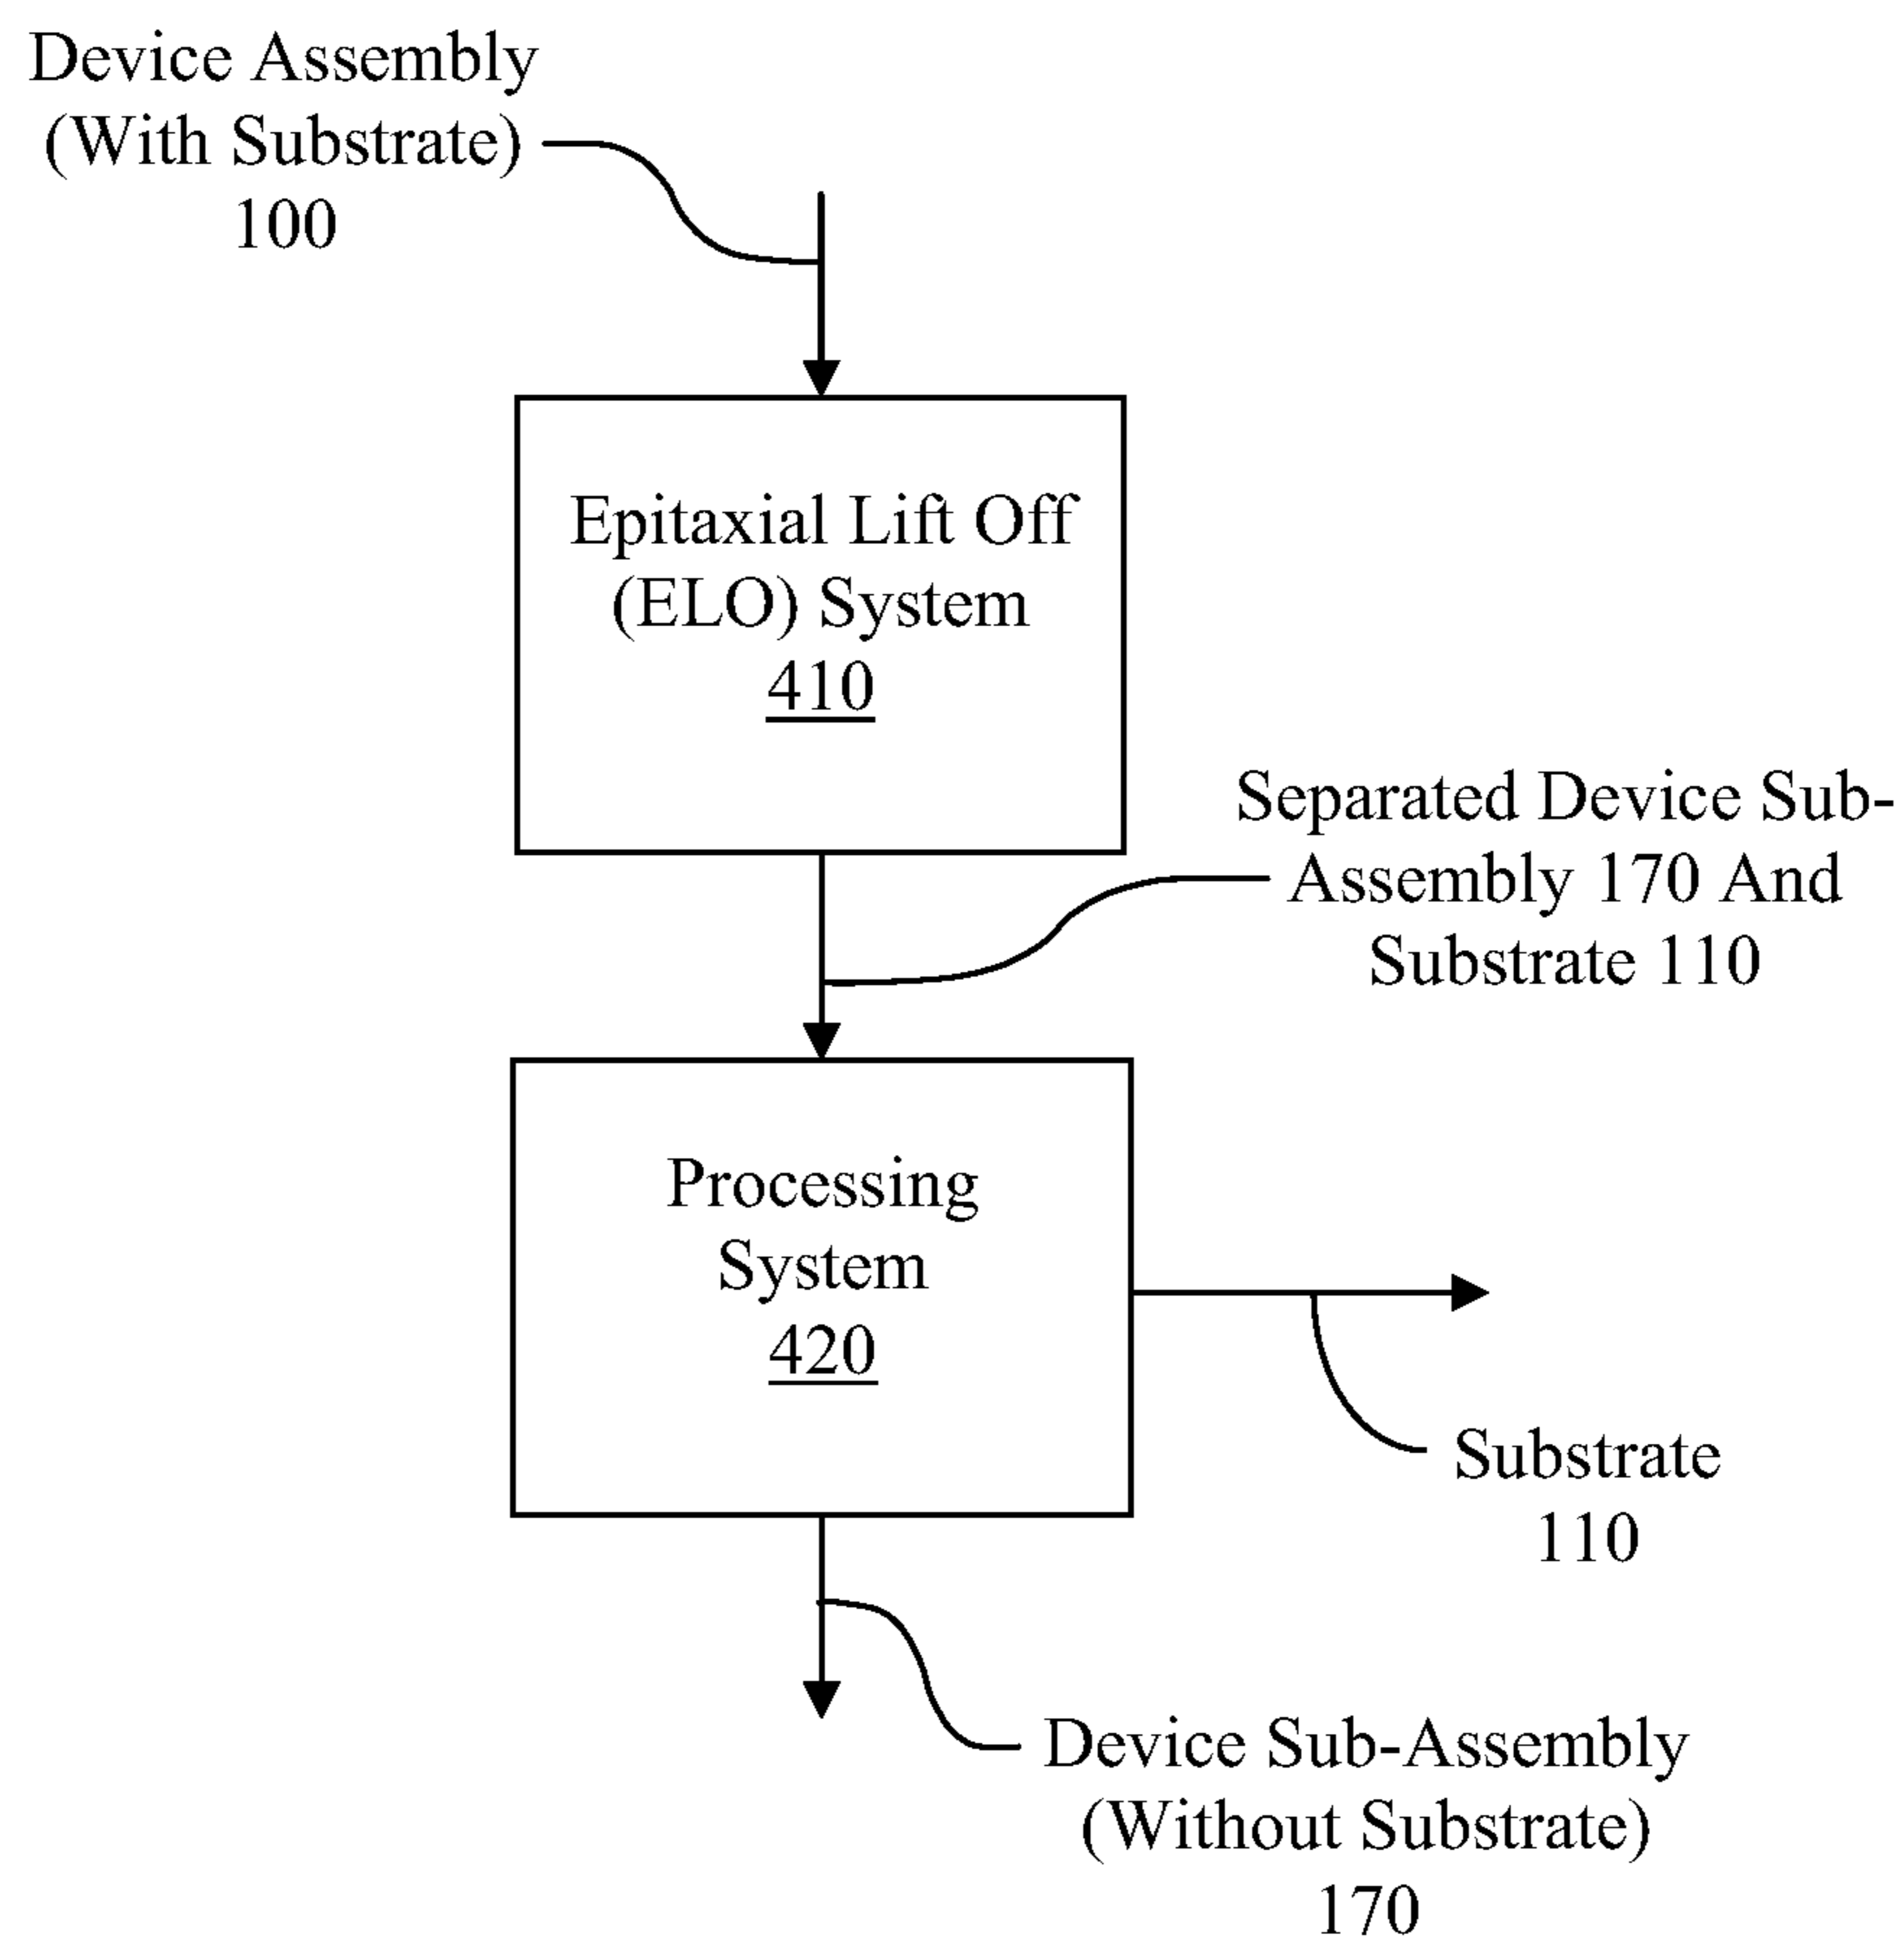 Device Assembly
(With Substrate)
100
Epitaxial Lift Off
(ELO) System
410
Separated Device Sub-
Assembly 170 And
Substrate 110
Processing
System
420
Substrate
110
Device Sub-Assembly
(Without Substrate)
170